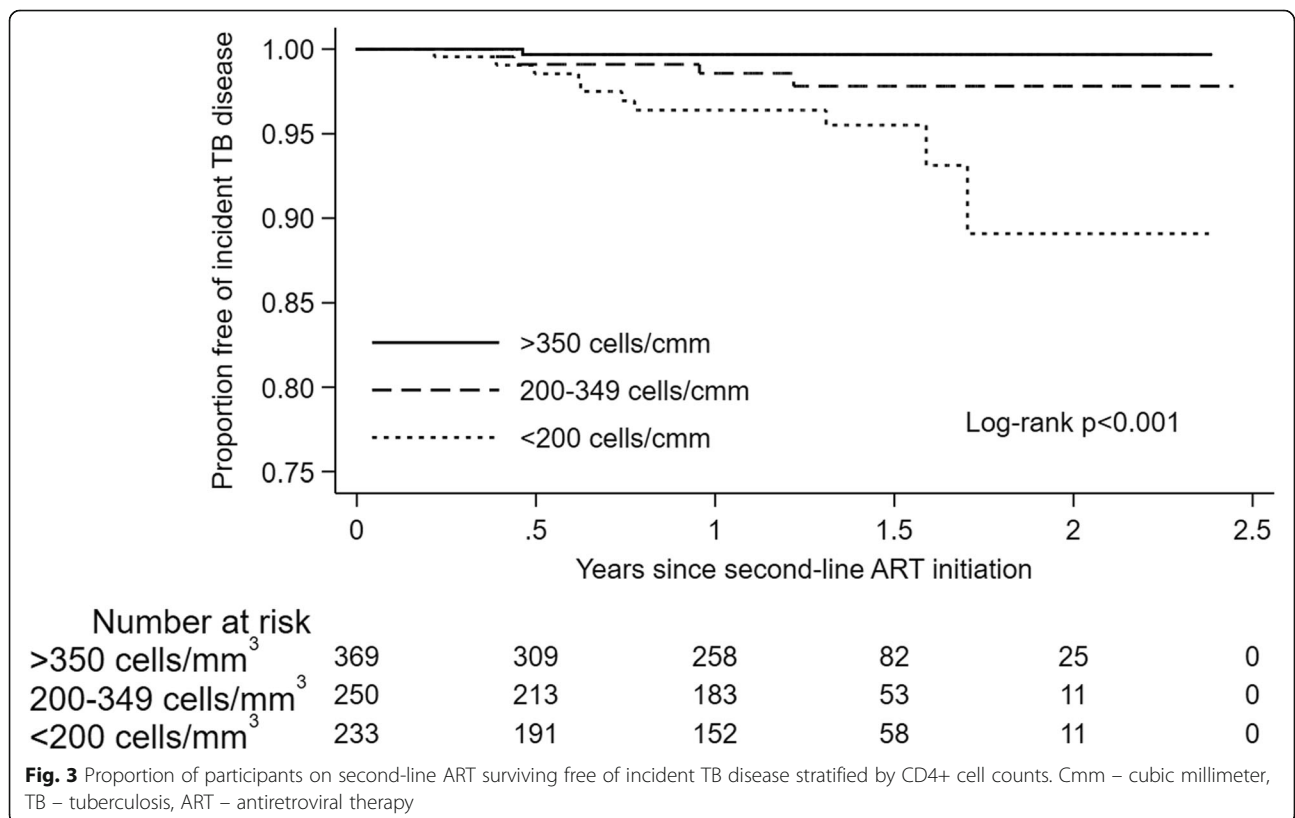 Proportion free of incident TB disease
1.00
0.95
0.90
0.85
0.80
0.75
>350 cells/cmm
200-349 cells/cmm
<200 cells/cmm
Log-rank p<0.001
0 .5 1 1.5 2 2.5
Years since second-line ART initiation
Number at risk
>350 cells/mm³ 369 309 258 82 25 0
200-349 cells/mm³ 250 213 183 53 11 0
<200 cells/mm³ 233 191 152 58 11 0
Fig. 3 Proportion of participants on second-line ART surviving free of incident TB disease stratified by CD4+ cell counts. Cmm – cubic millimeter,
TB – tuberculosis, ART – antiretroviral therapy